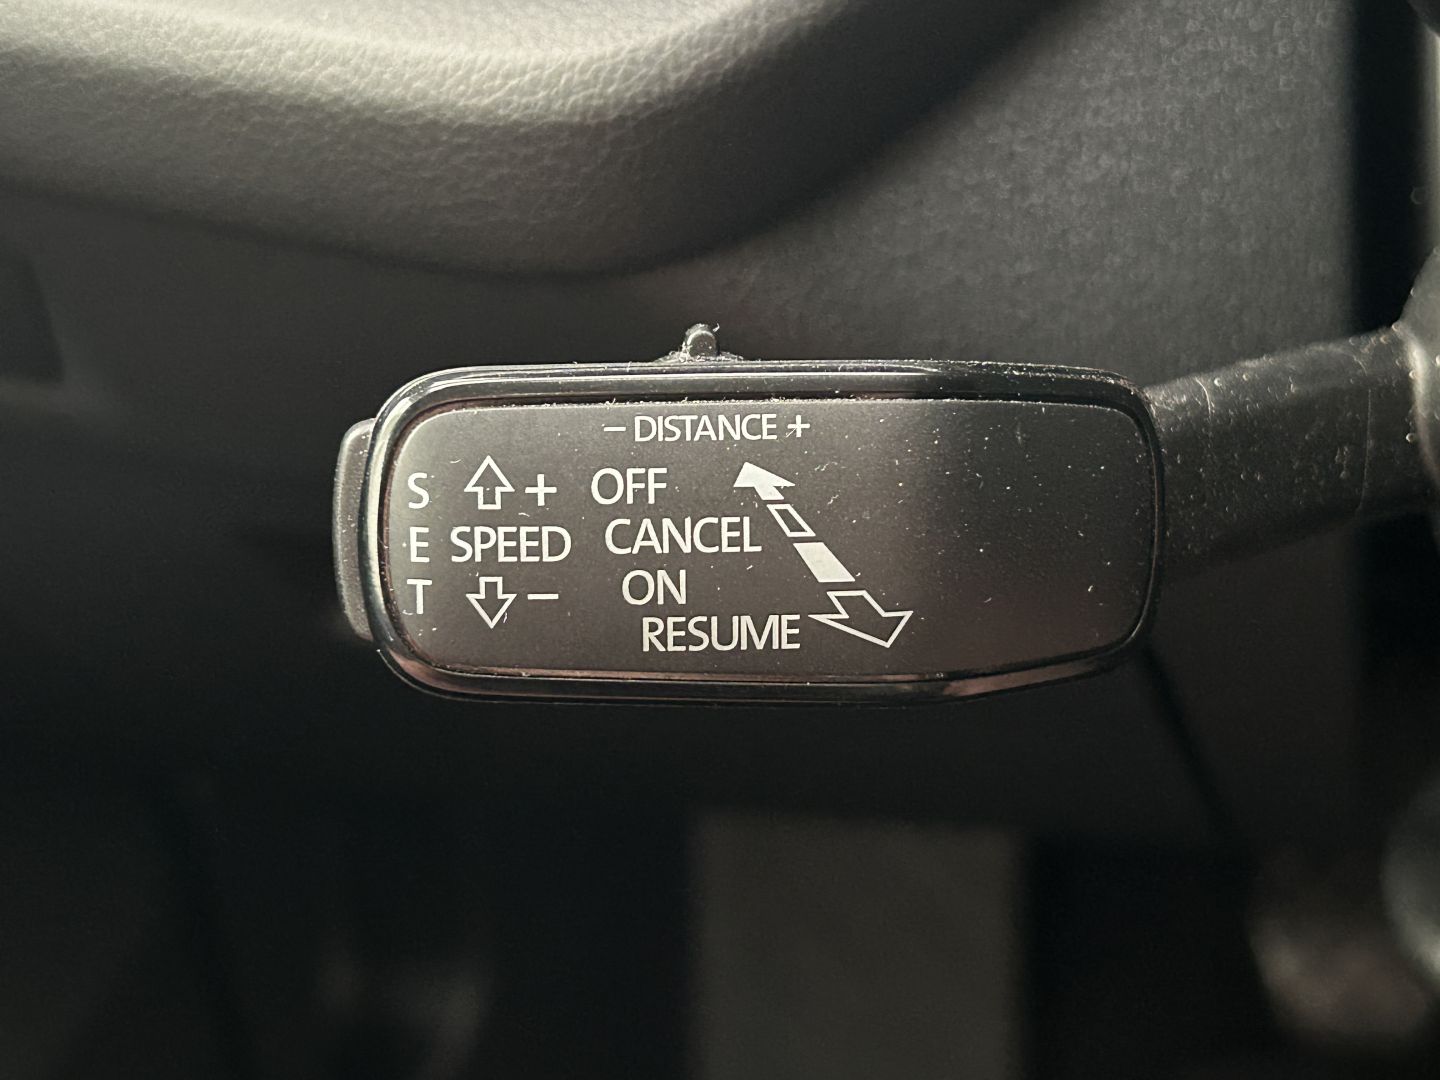 − DISTANCE +
S + OFF
E SPEED CANCEL
T − ON
RESUME